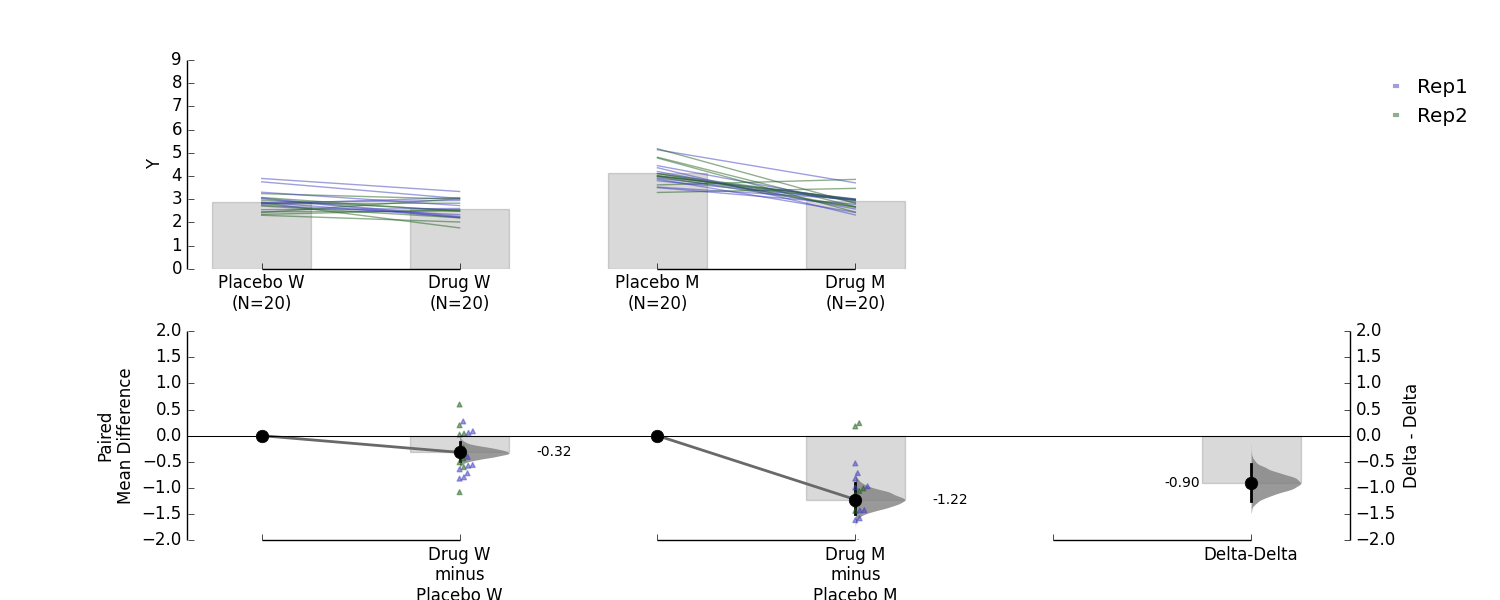 9
8
7
6
5
4
3
2
1
0
Y
Rep1
Rep2
Placebo W
(N=20)
Drug W
(N=20)
Placebo M
(N=20)
Drug M
(N=20)
2.0
1.5
1.0
0.5
0.0
−0.5
−1.0
−1.5
−2.0
Paired
Mean Difference
-0.32
-1.22
-0.90
2.0
1.5
1.0
0.5
0.0
−0.5
−1.0
−1.5
−2.0
Delta - Delta
Drug W
minus
Placebo W
Drug M
minus
Placebo M
Delta-Delta